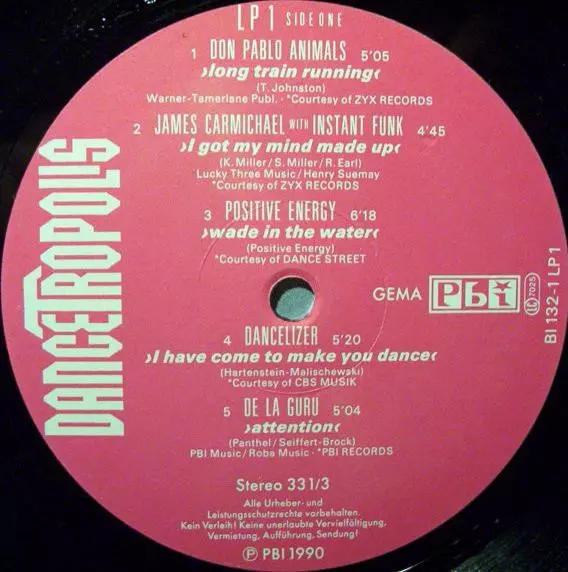 LP 1 SIDE ONE
1 DON PABLO ANIMALS 5'05
›long train running‹
(T. Johnston)
Warner-Tamerlane Publ. · *Courtesy of ZYX RECORDS
2 JAMES CARMICHAEL WITH INSTANT FUNK 4'45
›I got my mind made up‹
(K. Miller/S. Miller/R. Earl)
Lucky Three Music/Henry Suemay
*Courtesy of ZYX RECORDS
3 POSITIVE ENERGY 6'18
›wade in the water‹
(Positive Energy)
*Courtesy of DANCE STREET
DANCETROPOLIS
GEMA
PBi
LC 7025
BI 132-1 LP1
4 DANCELIZER 5'20
›I have come to make you dance‹
(Hartenstein-Malischewski)
*Courtesy of CBS MUSIK
5 DE LA GURU 5'04
›attention‹
(Panthel/Seiffert-Brock)
PBI Music/Roba Music · *PBI RECORDS
Stereo 33 1/3
Alle Urheber- und
Leistungsschutzrechte vorbehalten.
Kein Verleih! Keine unerlaubte Vervielfältigung,
Vermietung, Aufführung, Sendung!
Ⓟ PBI 1990